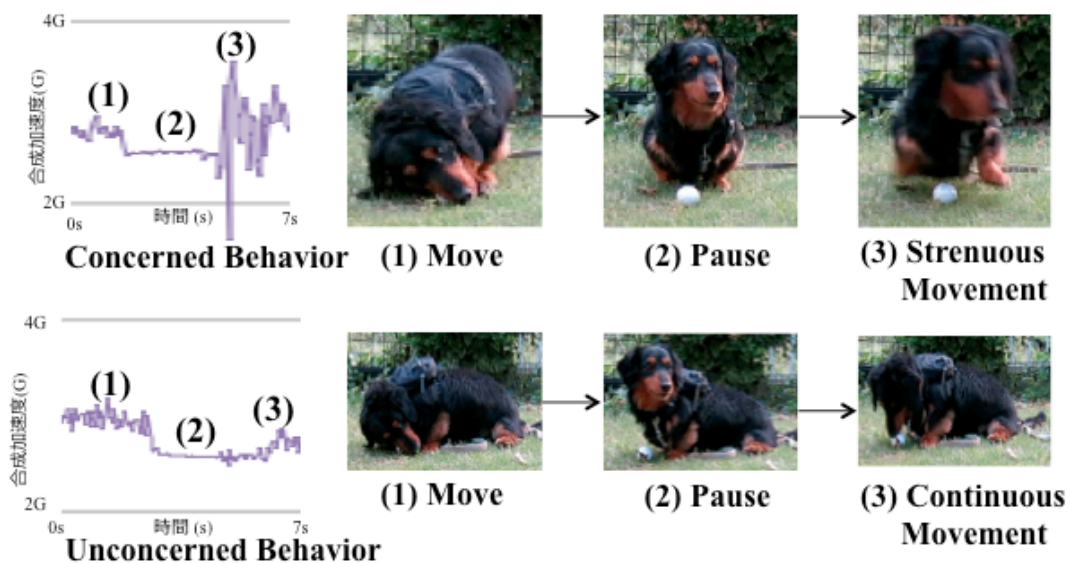 4G
(3)
(1)
(2)
合成加速度(G)
2G
0s
時間 (s)
7s
Concerned Behavior
(1) Move
(2) Pause
(3) Strenuous
Movement
4G
(1)
(3)
(2)
合成加速度(G)
2G
0s
時間 (s)
7s
Unconcerned Behavior
(1) Move
(2) Pause
(3) Continuous
Movement